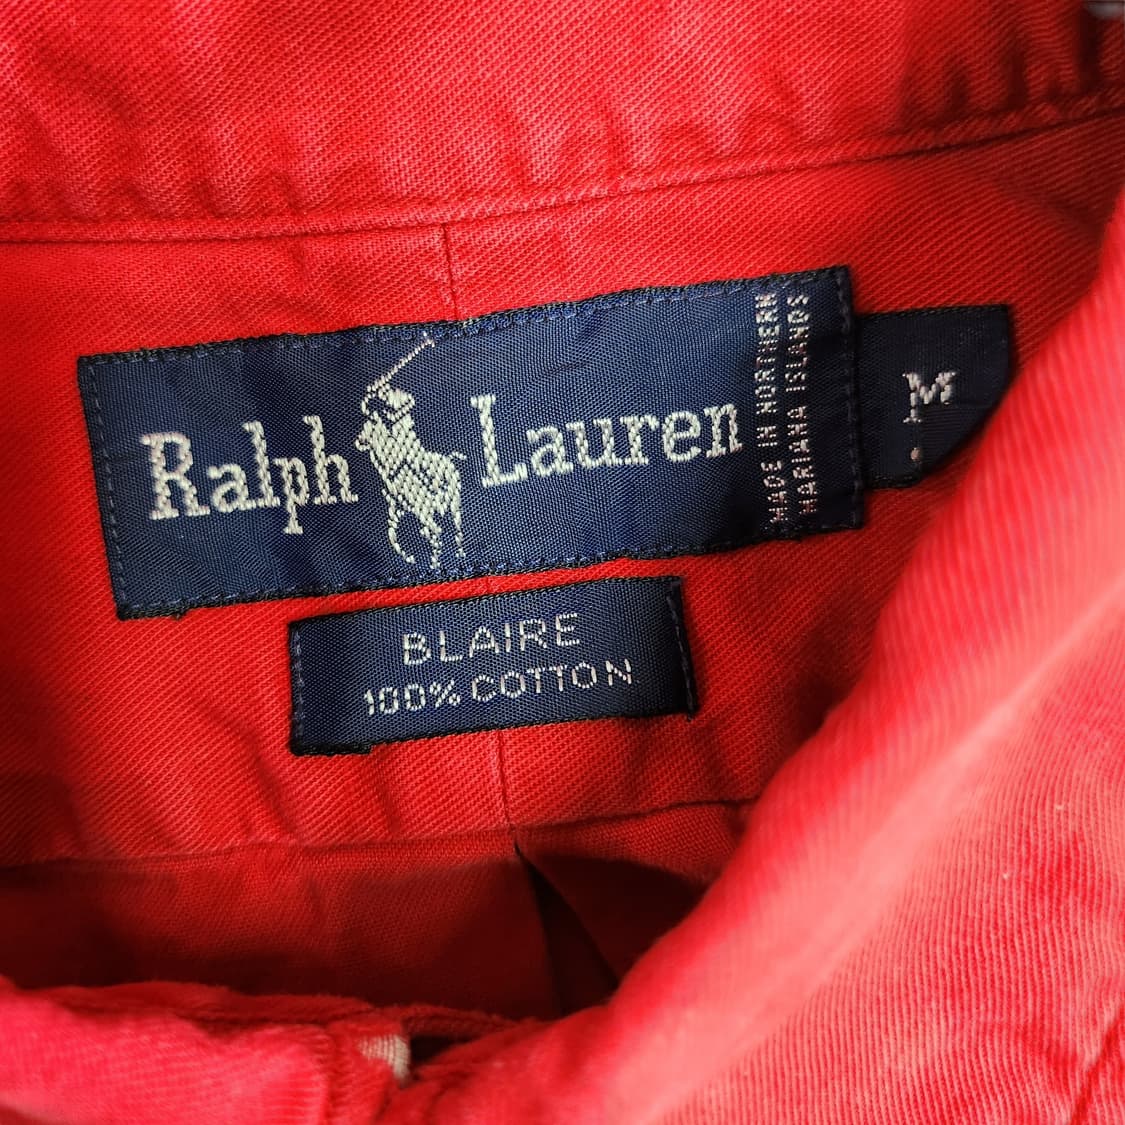 Ralph Lauren
MADE IN NORTHERN
MARIANA ISLANDS
M
BLAIRE
100% COTTON